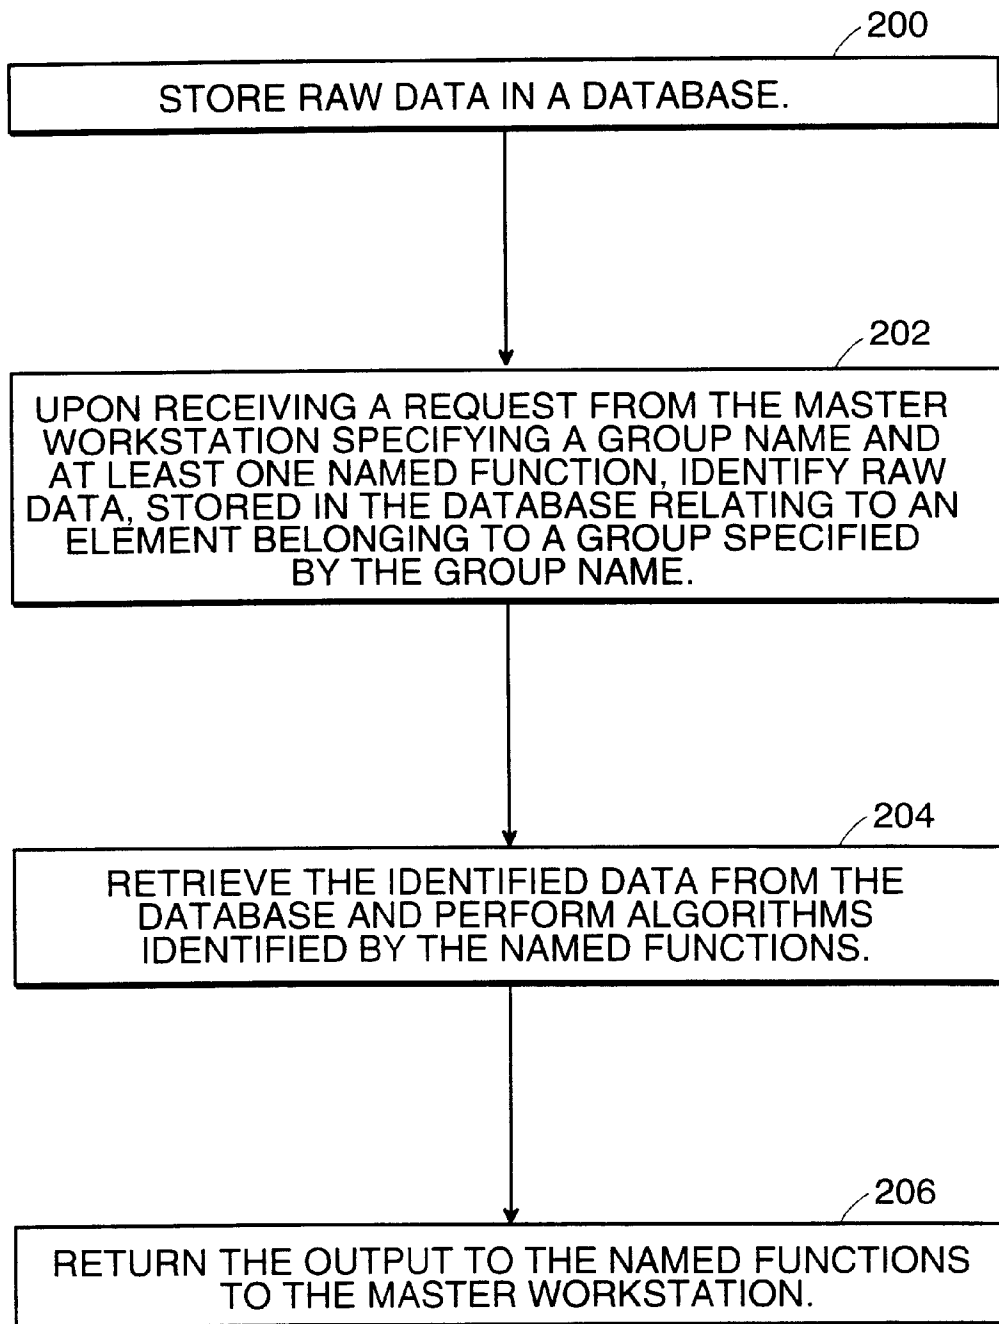 200
STORE RAW DATA IN A DATABASE.
202
UPON RECEIVING A REQUEST FROM THE MASTER
WORKSTATION SPECIFYING A GROUP NAME AND
AT LEAST ONE NAMED FUNCTION, IDENTIFY RAW
DATA, STORED IN THE DATABASE RELATING TO AN
ELEMENT BELONGING TO A GROUP SPECIFIED
BY THE GROUP NAME.
204
RETRIEVE THE IDENTIFIED DATA FROM THE
DATABASE AND PERFORM ALGORITHMS
IDENTIFIED BY THE NAMED FUNCTIONS.
206
RETURN THE OUTPUT TO THE NAMED FUNCTIONS
TO THE MASTER WORKSTATION.